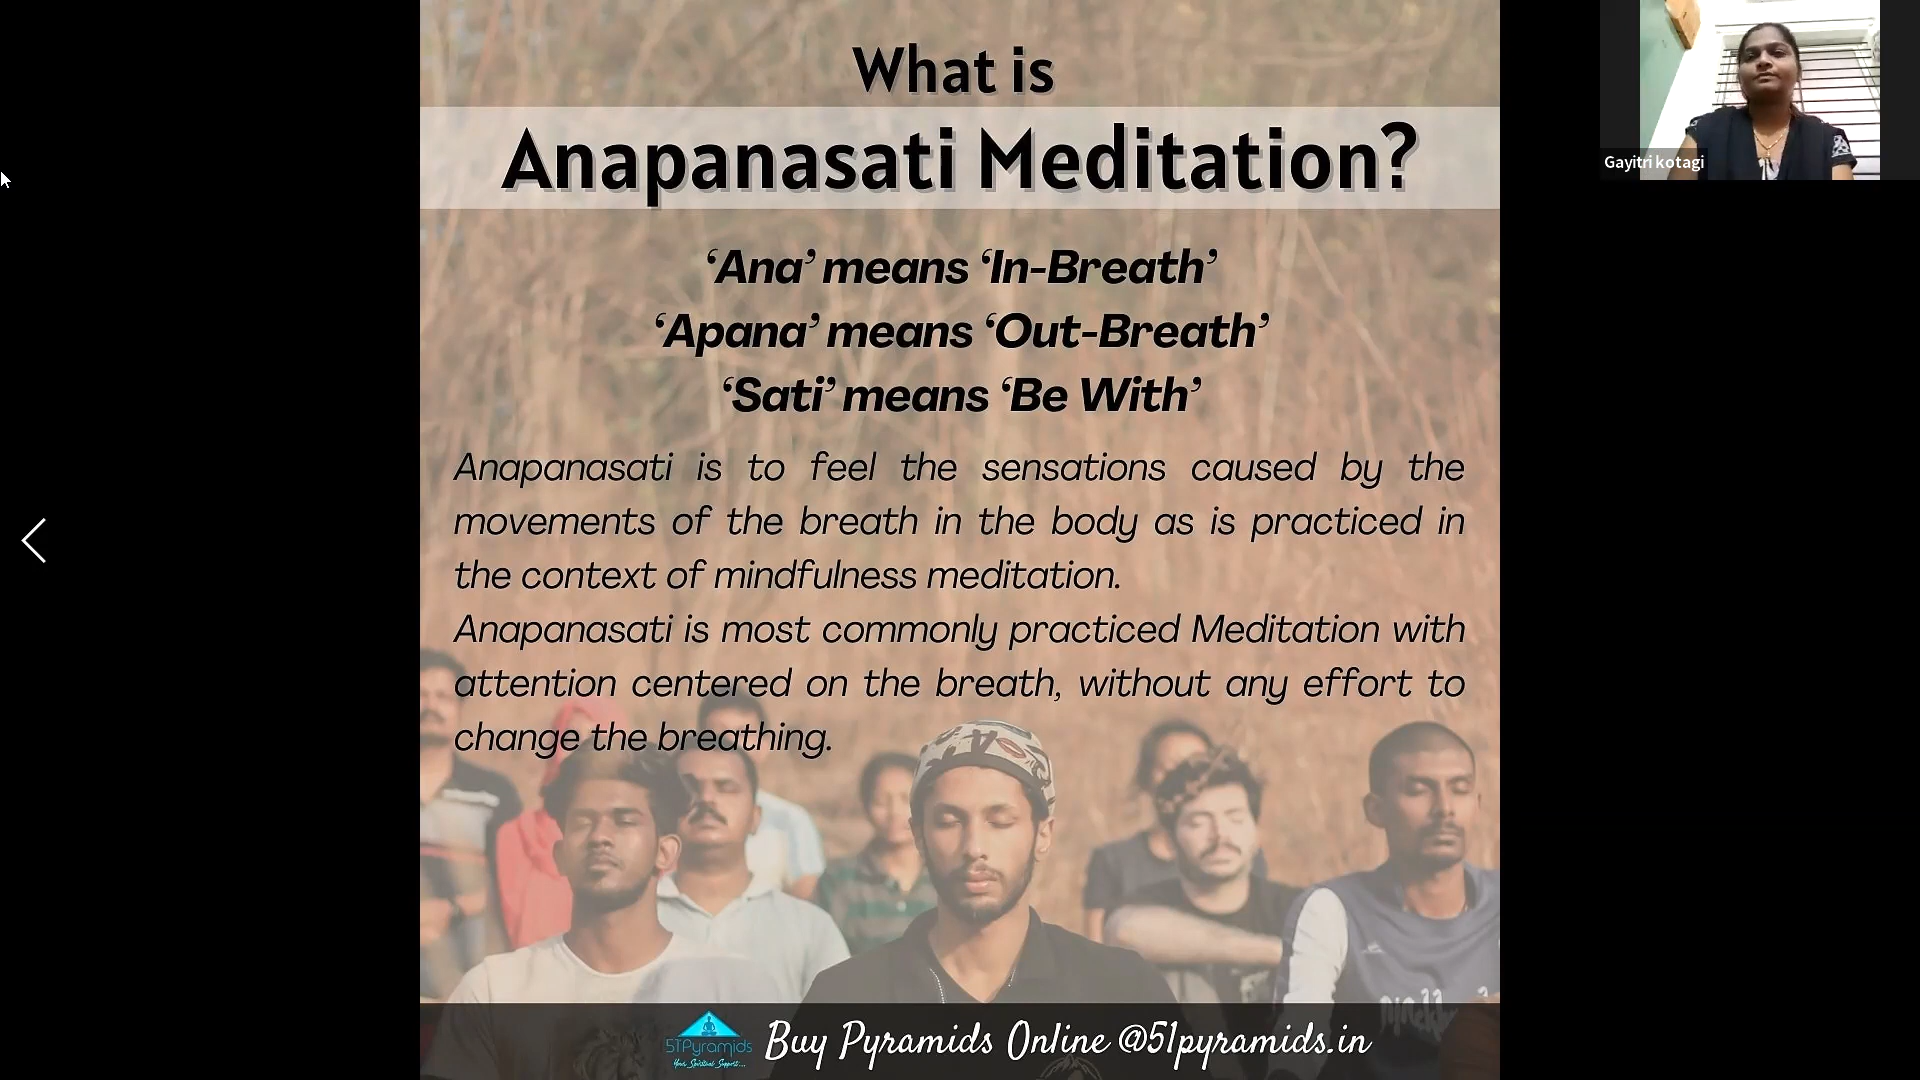 What is
Anapanasati Meditation?
‘Ana’ means ‘In-Breath’
‘Apana’ means ‘Out-Breath’
‘Sati’ means ‘Be With’
Anapanasati is to feel the sensations caused by the
movements of the breath in the body as is practiced in
the context of mindfulness meditation.
Anapanasati is most commonly practiced Meditation with
attention centered on the breath, without any effort to
change the breathing.
51Pyramids
Your Spiritual Support...
Buy Pyramids Online @51pyramids.in
Gayitri kotagi